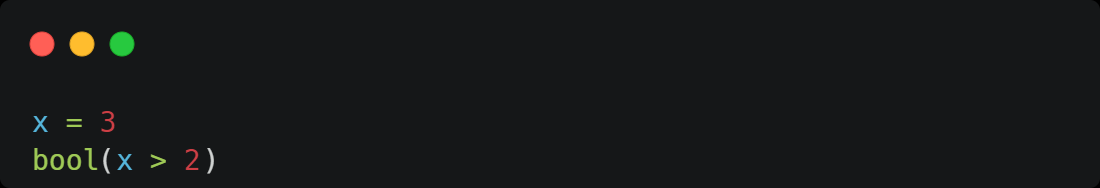 x = 3
bool(x > 2)